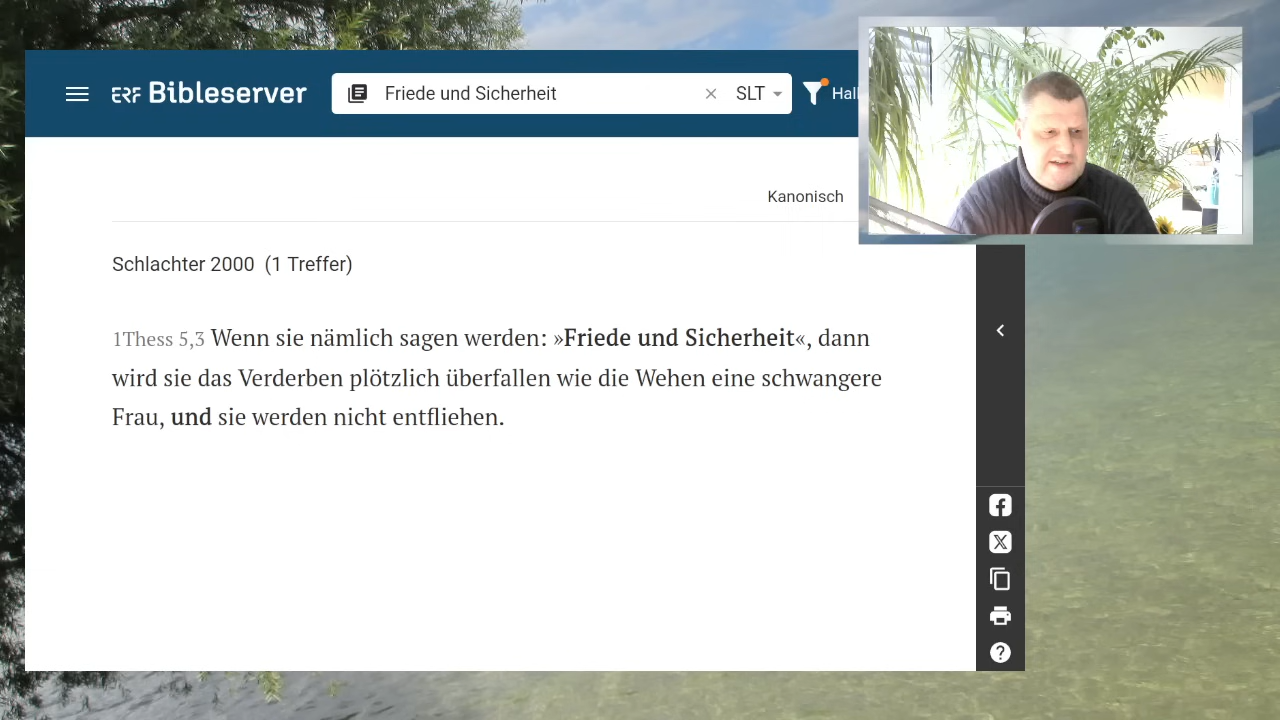 ERF Bibleserver
Friede und Sicherheit
SLT
Kanonisch
Schlachter 2000 (1 Treffer)
1Thess 5,3 Wenn sie nämlich sagen werden: »Friede und Sicherheit«, dann
wird sie das Verderben plötzlich überfallen wie die Wehen eine schwangere
Frau, und sie werden nicht entfliehen.